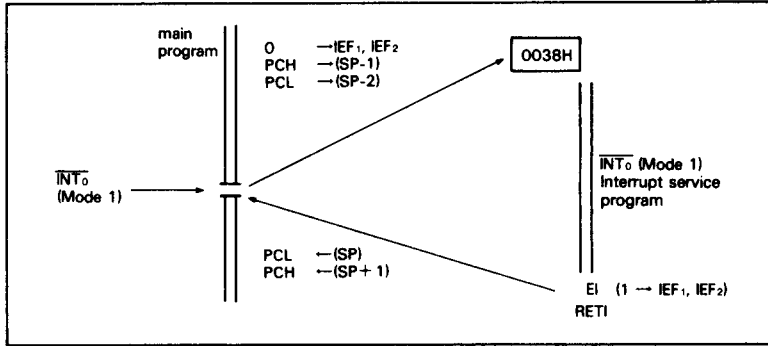 main
program
0 →IEF₁, IEF₂
PCH →(SP-1)
PCL →(SP-2)
0038H
INT₀
(Mode 1)
INT₀ (Mode 1)
Interrupt service
program
PCL ←(SP)
PCH ←(SP+1)
EI (1 → IEF₁, IEF₂)
RETI